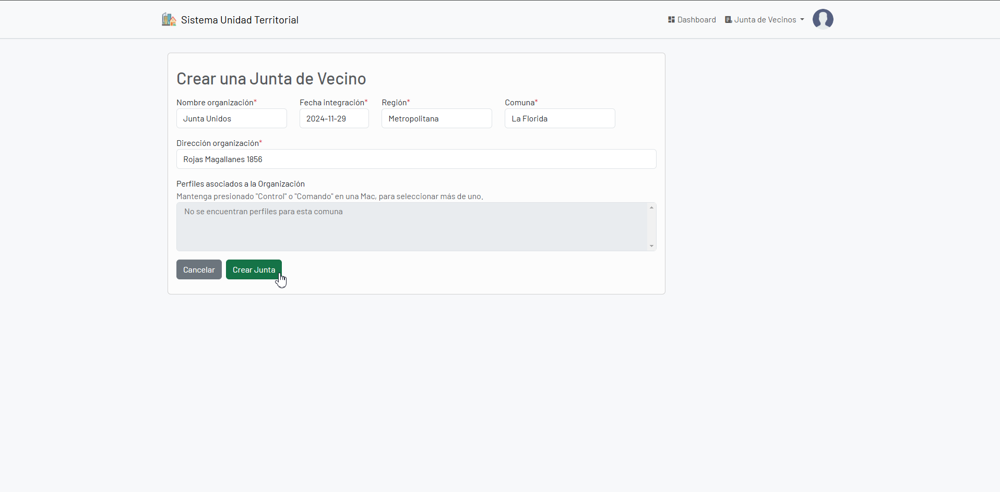 Sistema Unidad Territorial
Dashboard
Junta de Vecinos
Crear una Junta de Vecino
Nombre organización* Fecha integración* Región* Comuna*
Junta Unidos 2024-11-29 Metropolitana La Florida
Dirección organización*
Rojas Magallanes 1856
Perfiles asociados a la Organización
Mantenga presionado "Control" o "Comando" en una Mac, para seleccionar más de uno.
No se encuentran perfiles para esta comuna
Cancelar Crear Junta